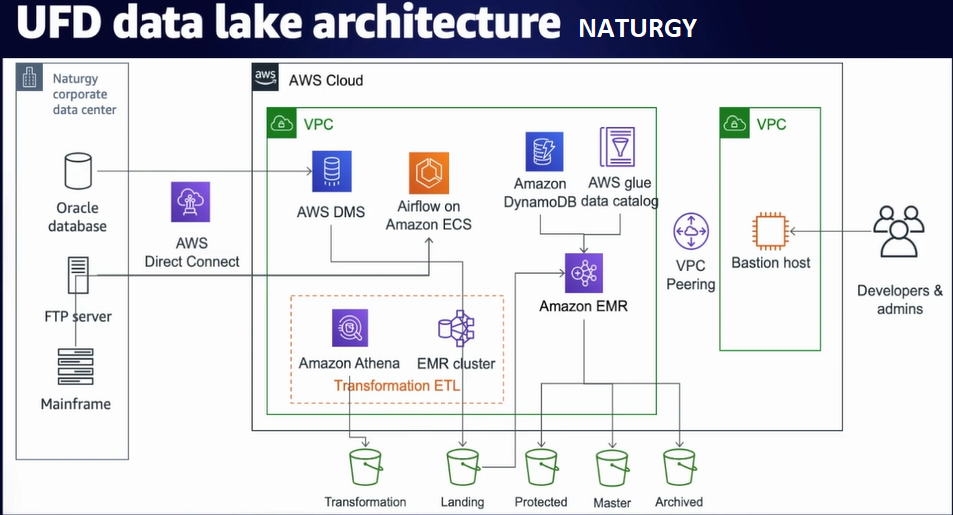 UFD data lake architecture NATURGY
Naturgy
corporate
data center
aws
AWS Cloud
VPC
VPC
Oracle
database
AWS
Direct Connect
FTP server
Mainframe
AWS DMS
Airflow on
Amazon ECS
Amazon
DynamoDB
AWS glue
data catalog
Amazon EMR
VPC
Peering
Bastion host
Developers &
admins
Amazon Athena
EMR cluster
Transformation ETL
Transformation
Landing
Protected
Master
Archived